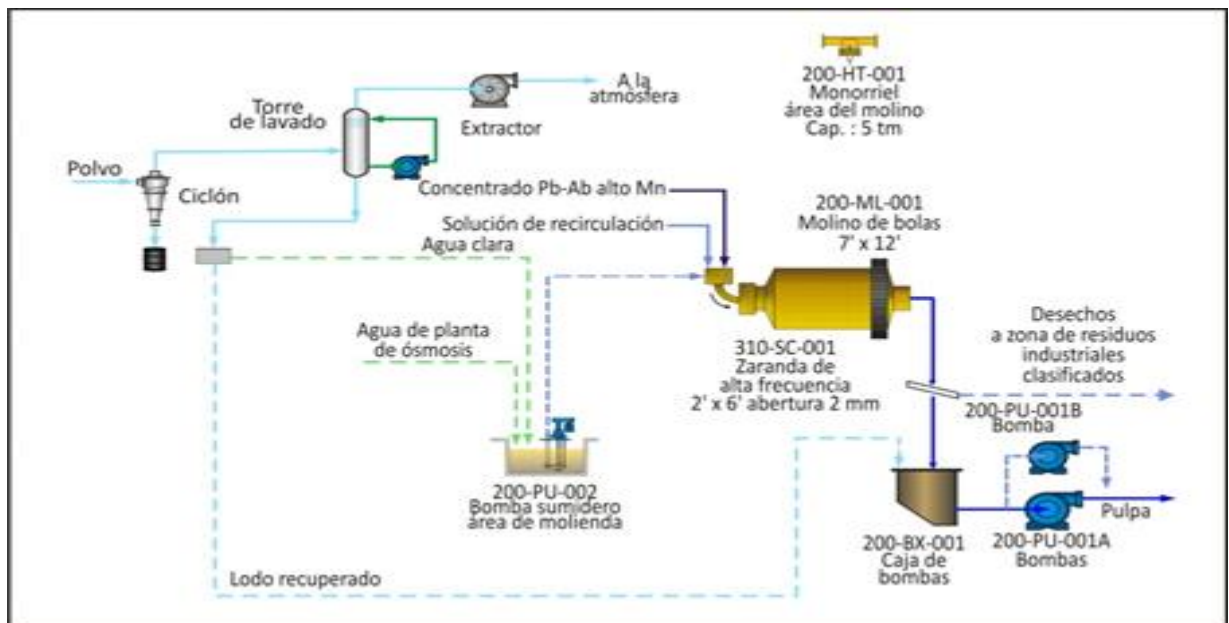 200-HT-001
Monorriel
área del molino
Cap. : 5 tm
A la
atmósfera
Torre
de lavado
Extractor
Polvo
Ciclón
Concentrado Pb-Ab alto Mn
200-ML-001
Molino de bolas
7' x 12'
Solución de recirculación
Agua clara
Agua de planta
de ósmosis
310-SC-001
Zaranda de
alta frecuencia
2' x 6' abertura 2 mm
Desechos
a zona de residuos
industriales
clasificados
200-PU-001B
Bomba
200-PU-002
Bomba sumidero
área de molienda
Pulpa
200-BX-001
Caja de
bombas
200-PU-001A
Bombas
Lodo recuperado